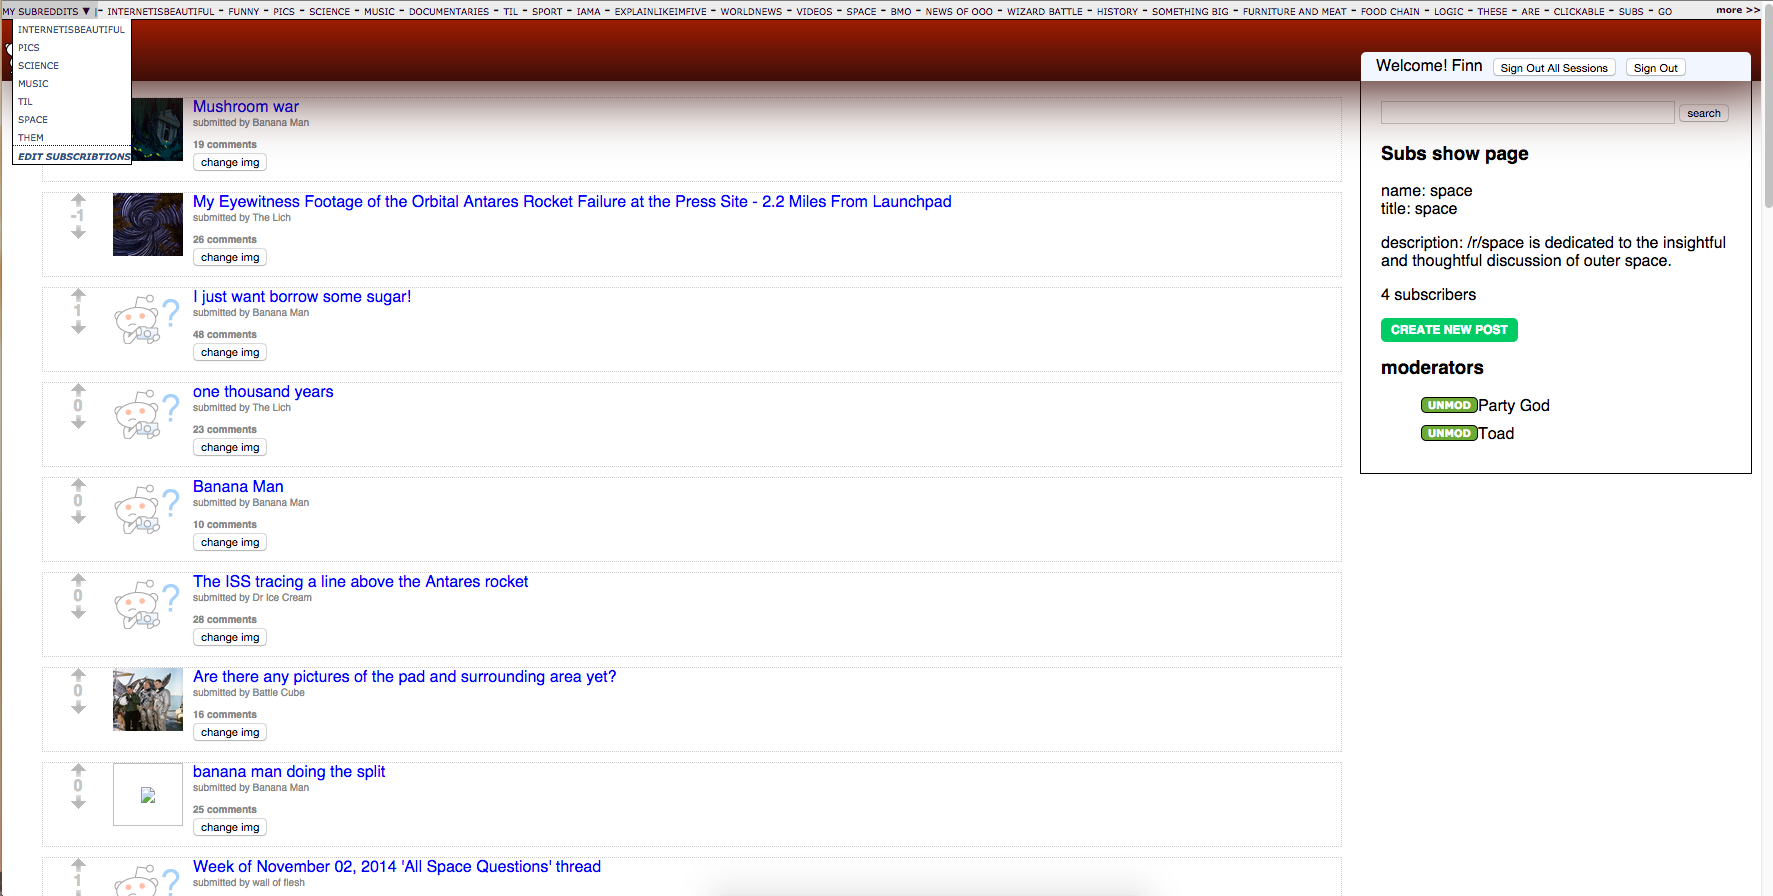 MY SUBREDDITS ▼ |- INTERNETISBEAUTIFUL - FUNNY - PICS - SCIENCE - MUSIC - DOCUMENTARIES - TIL - SPORT - IAMA - EXPLAINLIKEIMFIVE - WORLDNEWS - VIDEOS - SPACE - BMO - NEWS OF OOO - WIZARD BATTLE - HISTORY - SOMETHING BIG - FURNITURE AND MEAT - FOOD CHAIN - LOGIC - THESE - ARE - CLICKABLE - SUBS - GO more >>
INTERNETISBEAUTIFUL
PICS
SCIENCE
MUSIC
TIL
SPACE
THEM
EDIT SUBSCRIBTIONS
Welcome! Finn Sign Out All Sessions Sign Out
Mushroom war
submitted by Banana Man
19 comments
change img
-1
My Eyewitness Footage of the Orbital Antares Rocket Failure at the Press Site - 2.2 Miles From Launchpad
submitted by The Lich
26 comments
change img
1
I just want borrow some sugar!
submitted by Banana Man
48 comments
change img
0
one thousand years
submitted by The Lich
23 comments
change img
0
Banana Man
submitted by Banana Man
10 comments
change img
0
The ISS tracing a line above the Antares rocket
submitted by Dr Ice Cream
28 comments
change img
0
Are there any pictures of the pad and surrounding area yet?
submitted by Battle Cube
16 comments
change img
0
banana man doing the split
submitted by Banana Man
25 comments
change img
1
Week of November 02, 2014 'All Space Questions' thread
submitted by wall of flesh
search
Subs show page
name: space
title: space
description: /r/space is dedicated to the insightful
and thoughtful discussion of outer space.
4 subscribers
CREATE NEW POST
moderators
UNMOD Party God
UNMOD Toad